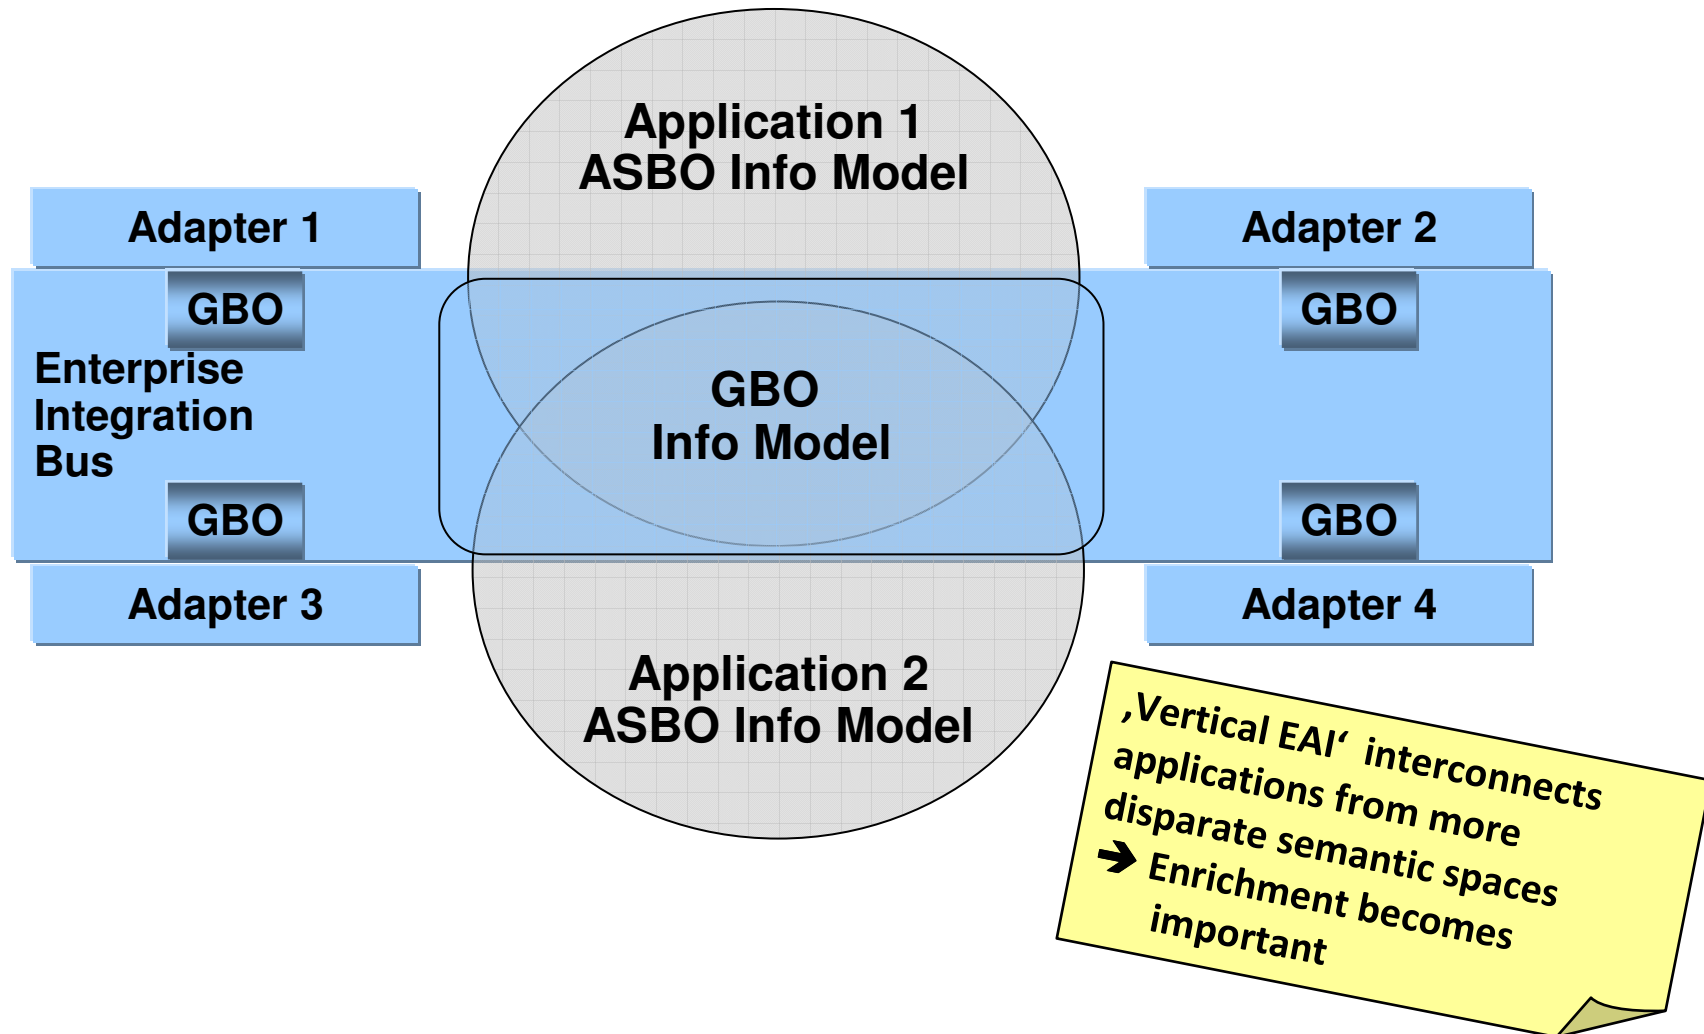 Application 1
ASBO Info Model
Adapter 1
Adapter 2
GBO
GBO
Enterprise
Integration
Bus
GBO
Info Model
GBO
GBO
Adapter 3
Adapter 4
Application 2
ASBO Info Model
‚Vertical EAI‘ interconnects
applications from more
disparate semantic spaces
➔ Enrichment becomes
important